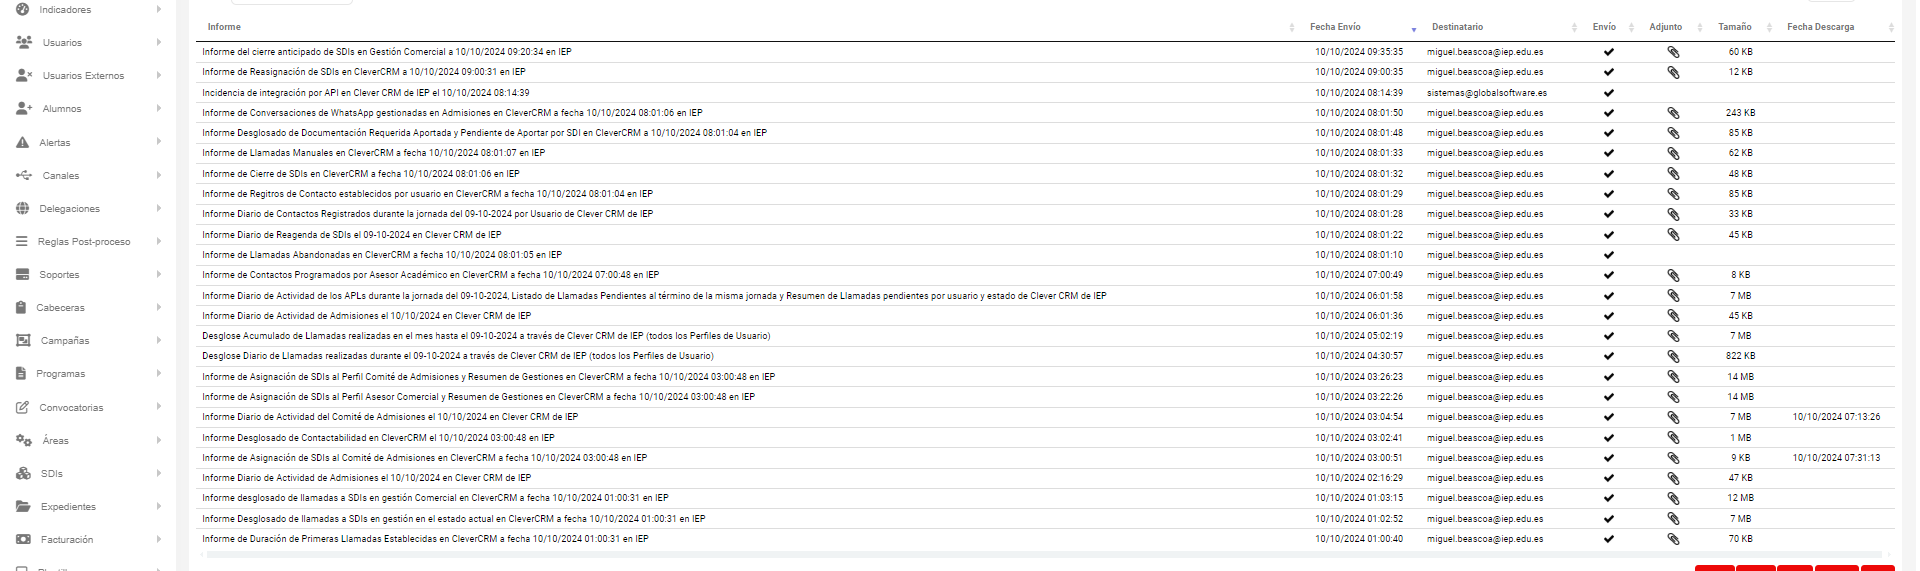 Indicadores
Usuarios
Usuarios Externos
Alumnos
Alertas
Canales
Delegaciones
Reglas Post-proceso
Soportes
Cabeceras
Campañas
Programas
Convocatorias
Áreas
SDIs
Expedientes
Facturación
Informe Fecha Envío Destinatario Envío Adjunto Tamaño Fecha Descarga
Informe del cierre anticipado de SDIs en Gestión Comercial a 10/10/2024 09:20:34 en IEP 10/10/2024 09:35:35 miguel.beascoa@iep.edu.es 60 KB
Informe de Reasignación de SDIs en CleverCRM a 10/10/2024 09:00:31 en IEP 10/10/2024 09:00:35 miguel.beascoa@iep.edu.es 12 KB
Incidencia de integración por API en Clever CRM de IEP el 10/10/2024 08:14:39 10/10/2024 08:14:39 sistemas@globalsoftware.es
Informe de Conversaciones de WhatsApp gestionadas en Admisiones en CleverCRM a fecha 10/10/2024 08:01:06 en IEP 10/10/2024 08:01:50 miguel.beascoa@iep.edu.es 243 KB
Informe Desglosado de Documentación Requerida Aportada y Pendiente de Aportar por SDI en CleverCRM a 10/10/2024 08:01:04 en IEP 10/10/2024 08:01:48 miguel.beascoa@iep.edu.es 85 KB
Informe de Llamadas Manuales en CleverCRM a fecha 10/10/2024 08:01:07 en IEP 10/10/2024 08:01:33 miguel.beascoa@iep.edu.es 62 KB
Informe de Cierre de SDIs en CleverCRM a fecha 10/10/2024 08:01:06 en IEP 10/10/2024 08:01:32 miguel.beascoa@iep.edu.es 48 KB
Informe de Regitros de Contacto establecidos por usuario en CleverCRM a fecha 10/10/2024 08:01:04 en IEP 10/10/2024 08:01:29 miguel.beascoa@iep.edu.es 85 KB
Informe Diario de Contactos Registrados durante la jornada del 09-10-2024 por Usuario de Clever CRM de IEP 10/10/2024 08:01:28 miguel.beascoa@iep.edu.es 33 KB
Informe Diario de Reagenda de SDIs el 09-10-2024 en Clever CRM de IEP 10/10/2024 08:01:22 miguel.beascoa@iep.edu.es 45 KB
Informe de Llamadas Abandonadas en CleverCRM a fecha 10/10/2024 08:01:05 en IEP 10/10/2024 08:01:10 miguel.beascoa@iep.edu.es
Informe de Contactos Programados por Asesor Académico en CleverCRM a fecha 10/10/2024 07:00:48 en IEP 10/10/2024 07:00:49 miguel.beascoa@iep.edu.es 8 KB
Informe Diario de Actividad de los APLs durante la jornada del 09-10-2024, Listado de Llamadas Pendientes al término de la misma jornada y Resumen de Llamadas pendientes por usuario y estado de Clever CRM de IEP 10/10/2024 06:01:58 miguel.beascoa@iep.edu.es 7 MB
Informe Diario de Actividad de Admisiones el 10/10/2024 en Clever CRM de IEP 10/10/2024 06:01:36 miguel.beascoa@iep.edu.es 45 KB
Desglose Acumulado de Llamadas realizadas en el mes hasta el 09-10-2024 a través de Clever CRM de IEP (todos los Perfiles de Usuario) 10/10/2024 05:02:19 miguel.beascoa@iep.edu.es 7 MB
Desglose Diario de Llamadas realizadas durante el 09-10-2024 a través de Clever CRM de IEP (todos los Perfiles de Usuario) 10/10/2024 04:30:57 miguel.beascoa@iep.edu.es 822 KB
Informe de Asignación de SDIs al Perfil Comité de Admisiones y Resumen de Gestiones en CleverCRM a fecha 10/10/2024 03:00:48 en IEP 10/10/2024 03:26:23 miguel.beascoa@iep.edu.es 14 MB
Informe de Asignación de SDIs al Perfil Asesor Comercial y Resumen de Gestiones en CleverCRM a fecha 10/10/2024 03:00:48 en IEP 10/10/2024 03:22:26 miguel.beascoa@iep.edu.es 14 MB
Informe Diario de Actividad del Comité de Admisiones el 10/10/2024 en Clever CRM de IEP 10/10/2024 03:04:54 miguel.beascoa@iep.edu.es 7 MB 10/10/2024 07:13:26
Informe Desglosado de Contactabilidad en CleverCRM el 10/10/2024 03:00:48 en IEP 10/10/2024 03:02:41 miguel.beascoa@iep.edu.es 1 MB
Informe de Asignación de SDIs al Comité de Admisiones en CleverCRM a fecha 10/10/2024 03:00:48 en IEP 10/10/2024 03:00:51 miguel.beascoa@iep.edu.es 9 KB 10/10/2024 07:31:13
Informe Diario de Actividad de Admisiones el 10/10/2024 en Clever CRM de IEP 10/10/2024 02:16:29 miguel.beascoa@iep.edu.es 47 KB
Informe desglosado de llamadas a SDIs en gestión Comercial en CleverCRM a fecha 10/10/2024 01:00:31 en IEP 10/10/2024 01:03:15 miguel.beascoa@iep.edu.es 12 MB
Informe Desglosado de llamadas a SDIs en gestión en el estado actual en CleverCRM a fecha 10/10/2024 01:00:31 en IEP 10/10/2024 01:02:52 miguel.beascoa@iep.edu.es 7 MB
Informe de Duración de Primeras Llamadas Establecidas en CleverCRM a fecha 10/10/2024 01:00:31 en IEP 10/10/2024 01:00:40 miguel.beascoa@iep.edu.es 70 KB